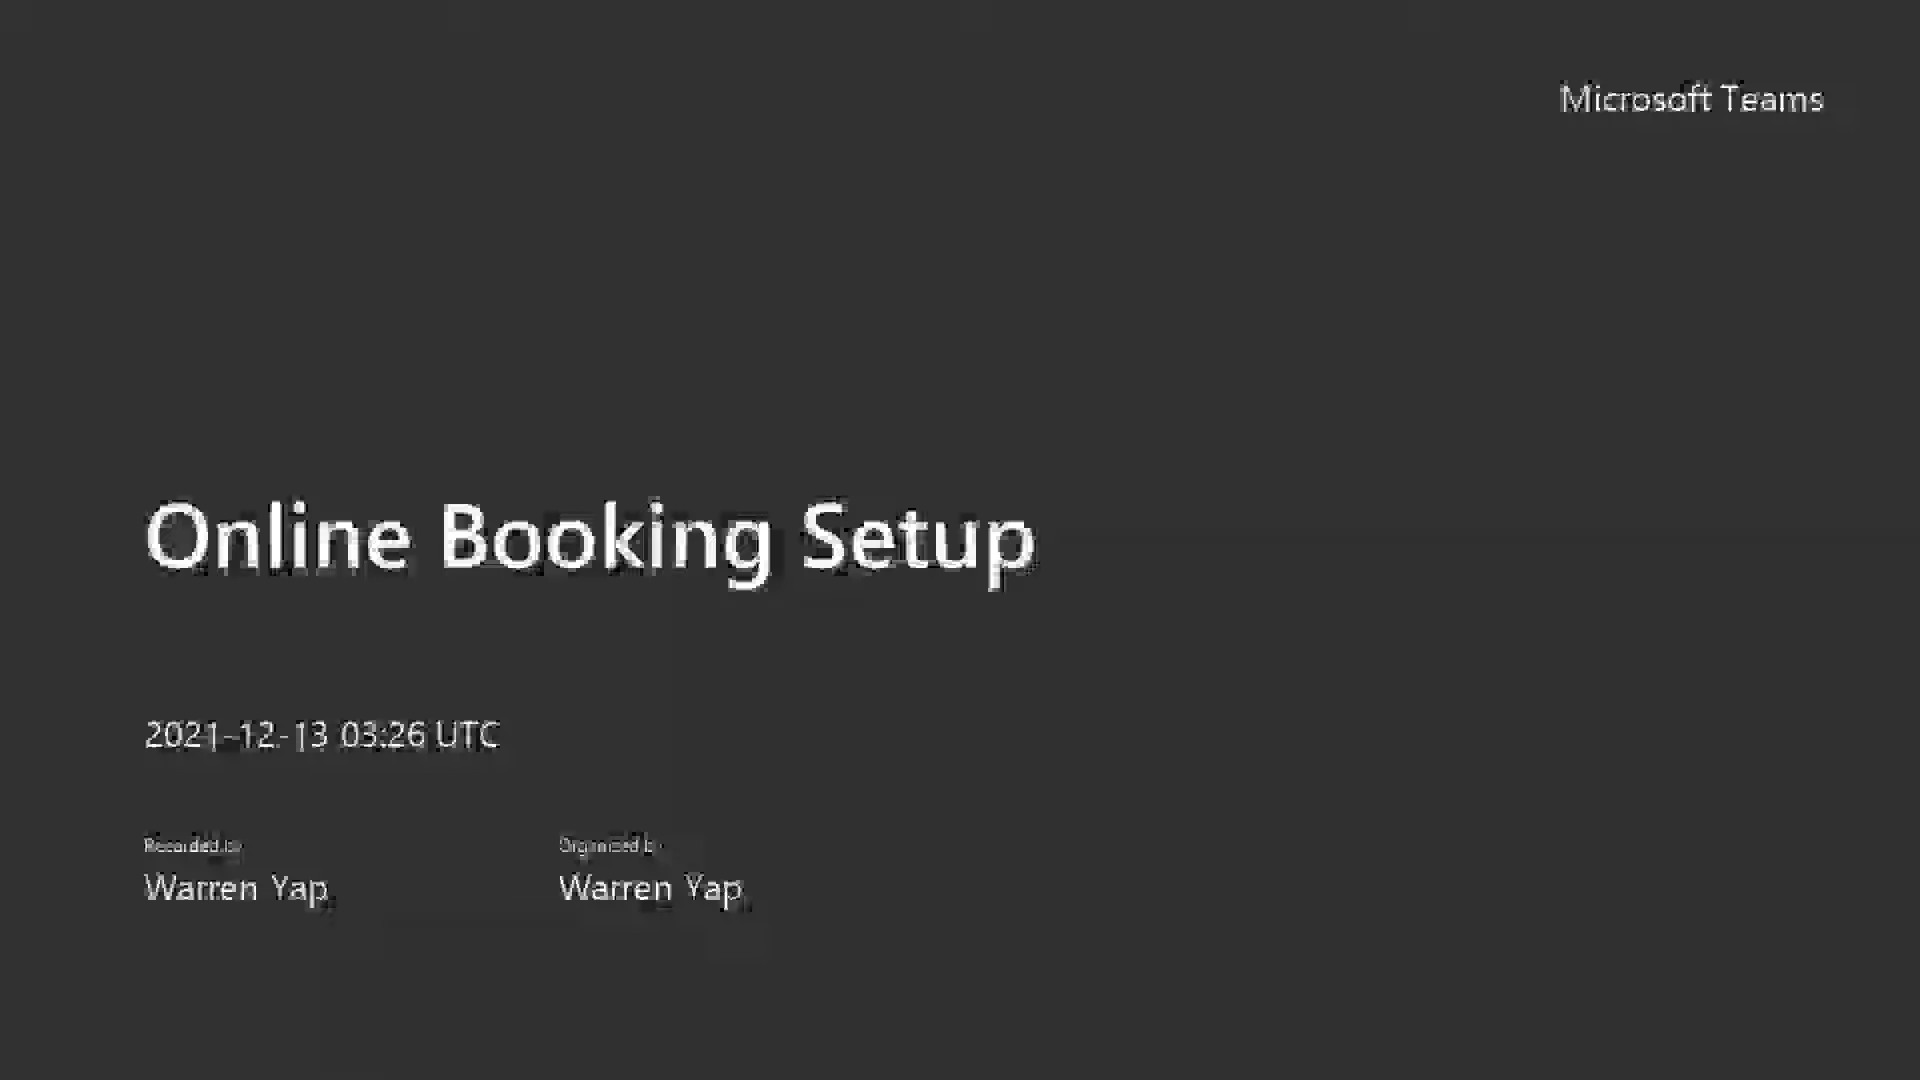 Microsoft Teams
Online Booking Setup
2021-12-13 03:26 UTC
Recorded by
Organized by
Warren Yap
Warren Yap